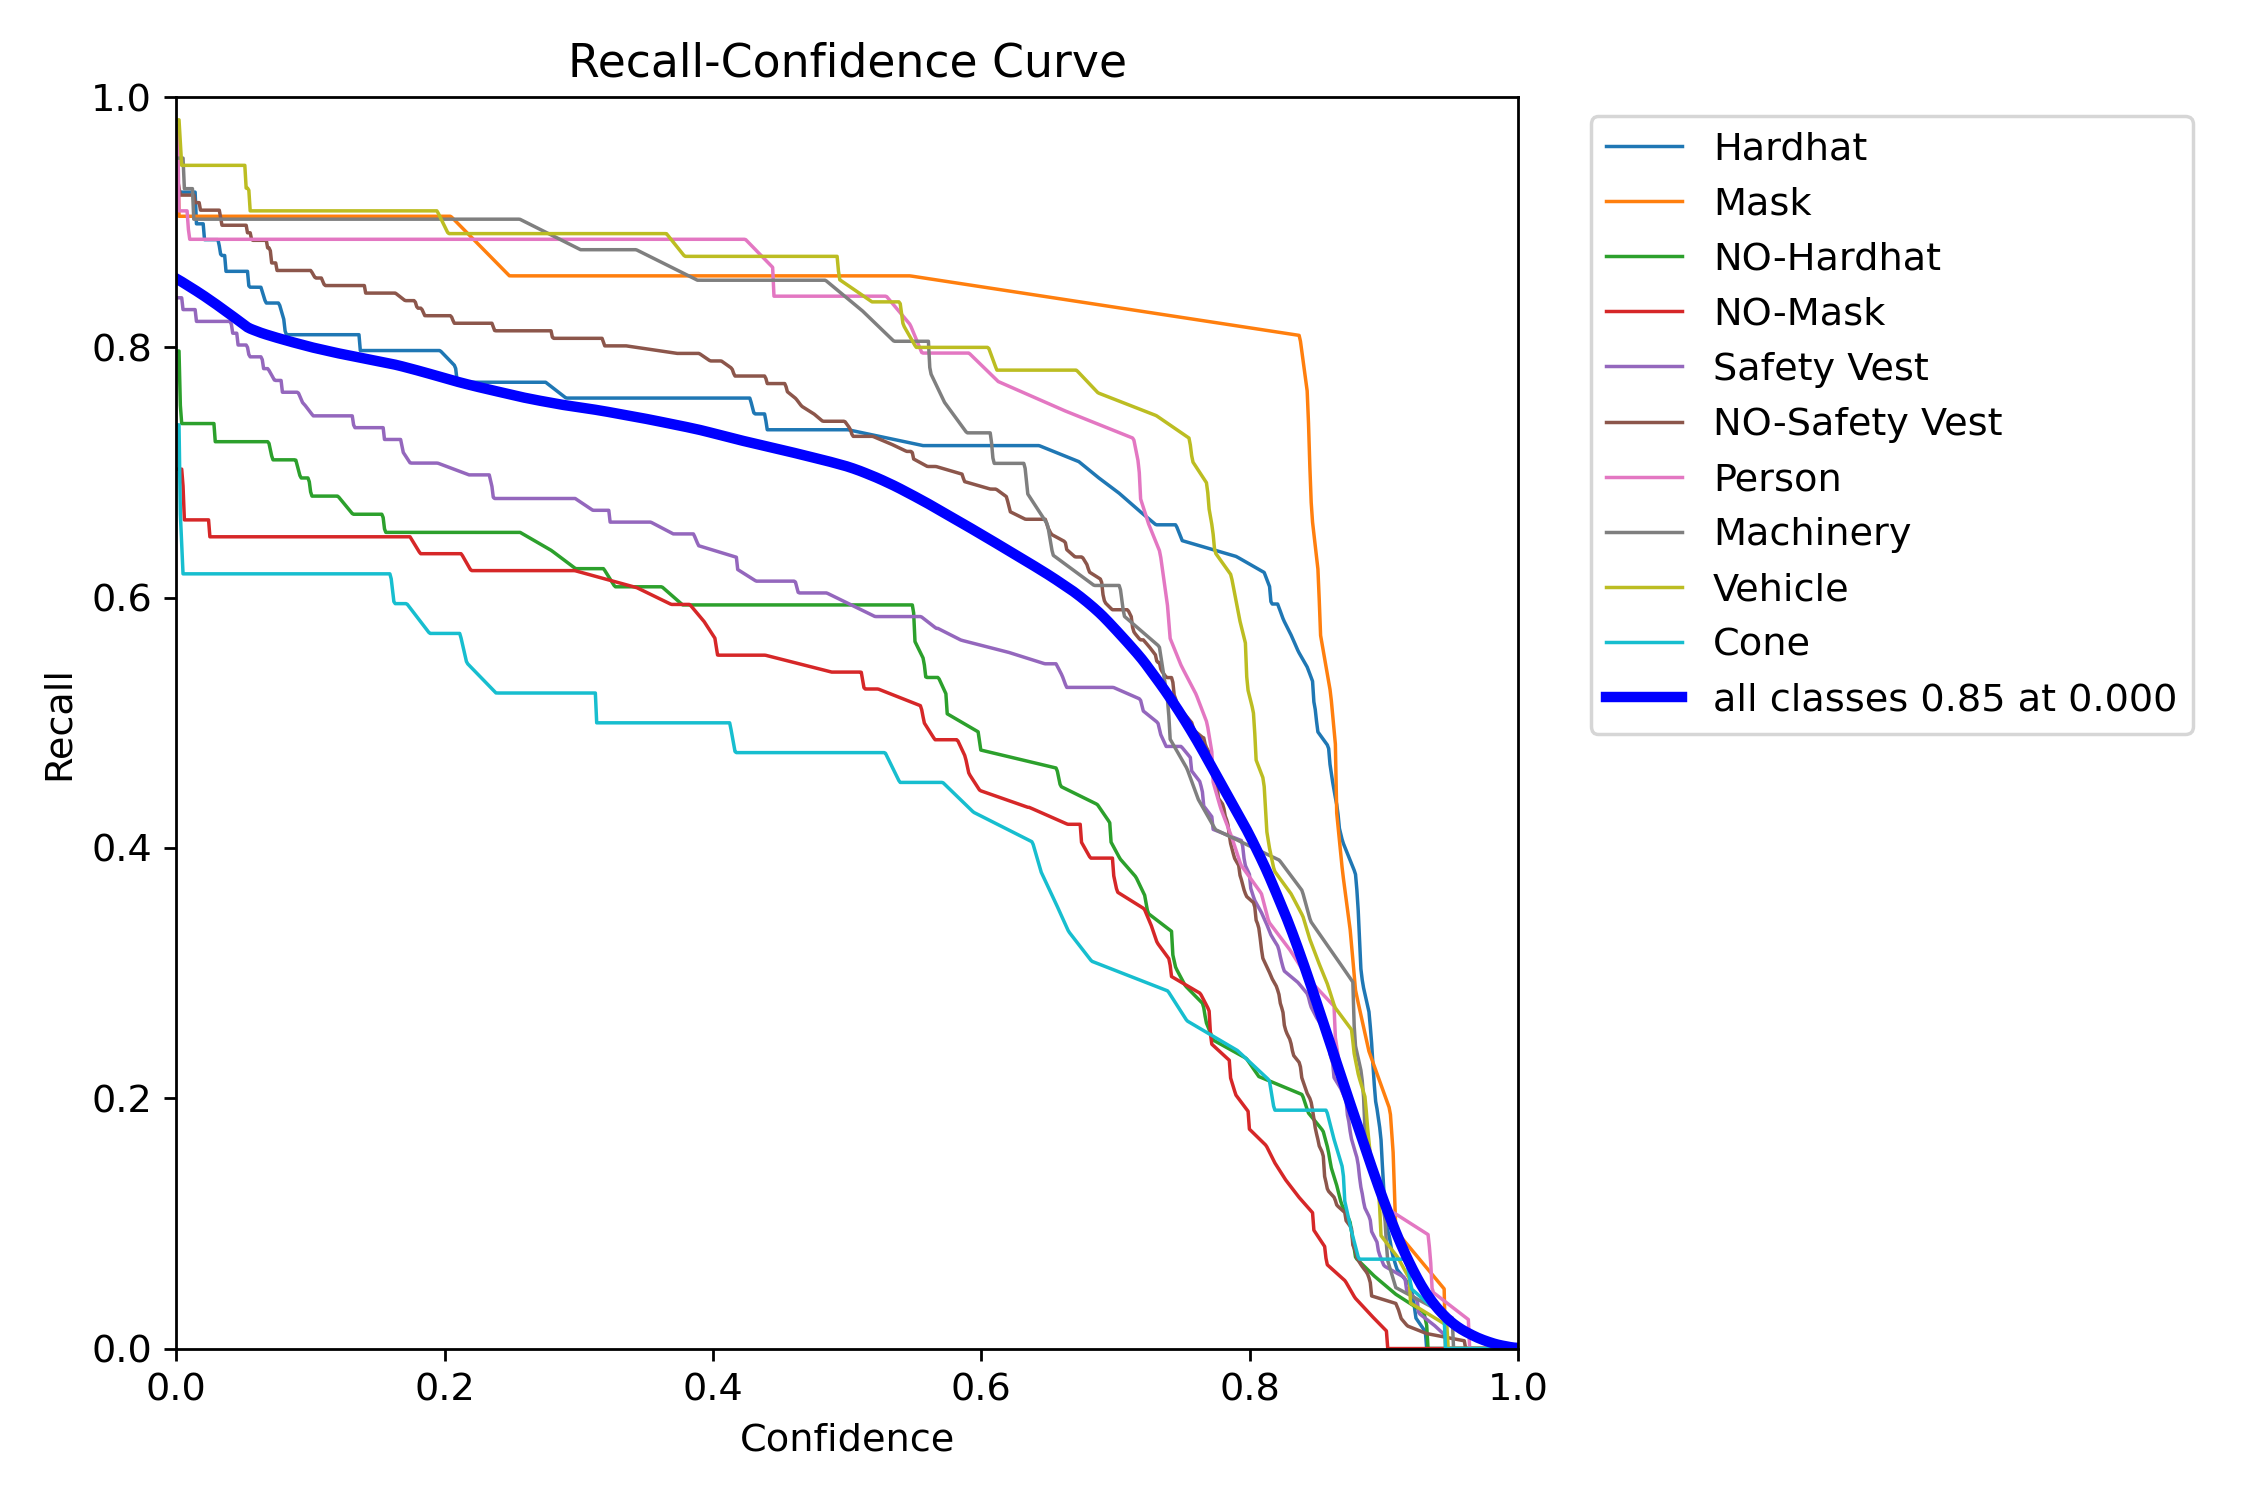 Recall-Confidence Curve
1.0
0.8
0.6
0.4
0.2
0.0
Recall
0.0 0.2 0.4 0.6 0.8 1.0
Confidence
Hardhat
Mask
NO-Hardhat
NO-Mask
Safety Vest
NO-Safety Vest
Person
Machinery
Vehicle
Cone
all classes 0.85 at 0.000